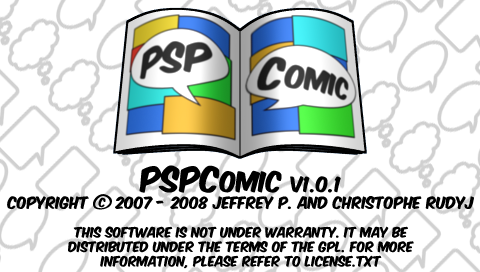 PSP
COMIC
PSPCOMIC V1.0.1
COPYRIGHT © 2007 - 2008 JEFFREY P. AND CHRISTOPHE RUDYJ
THIS SOFTWARE IS NOT UNDER WARRANTY. IT MAY BE
DISTRIBUTED UNDER THE TERMS OF THE GPL. FOR MORE
INFORMATION, PLEASE REFER TO LICENSE.TXT